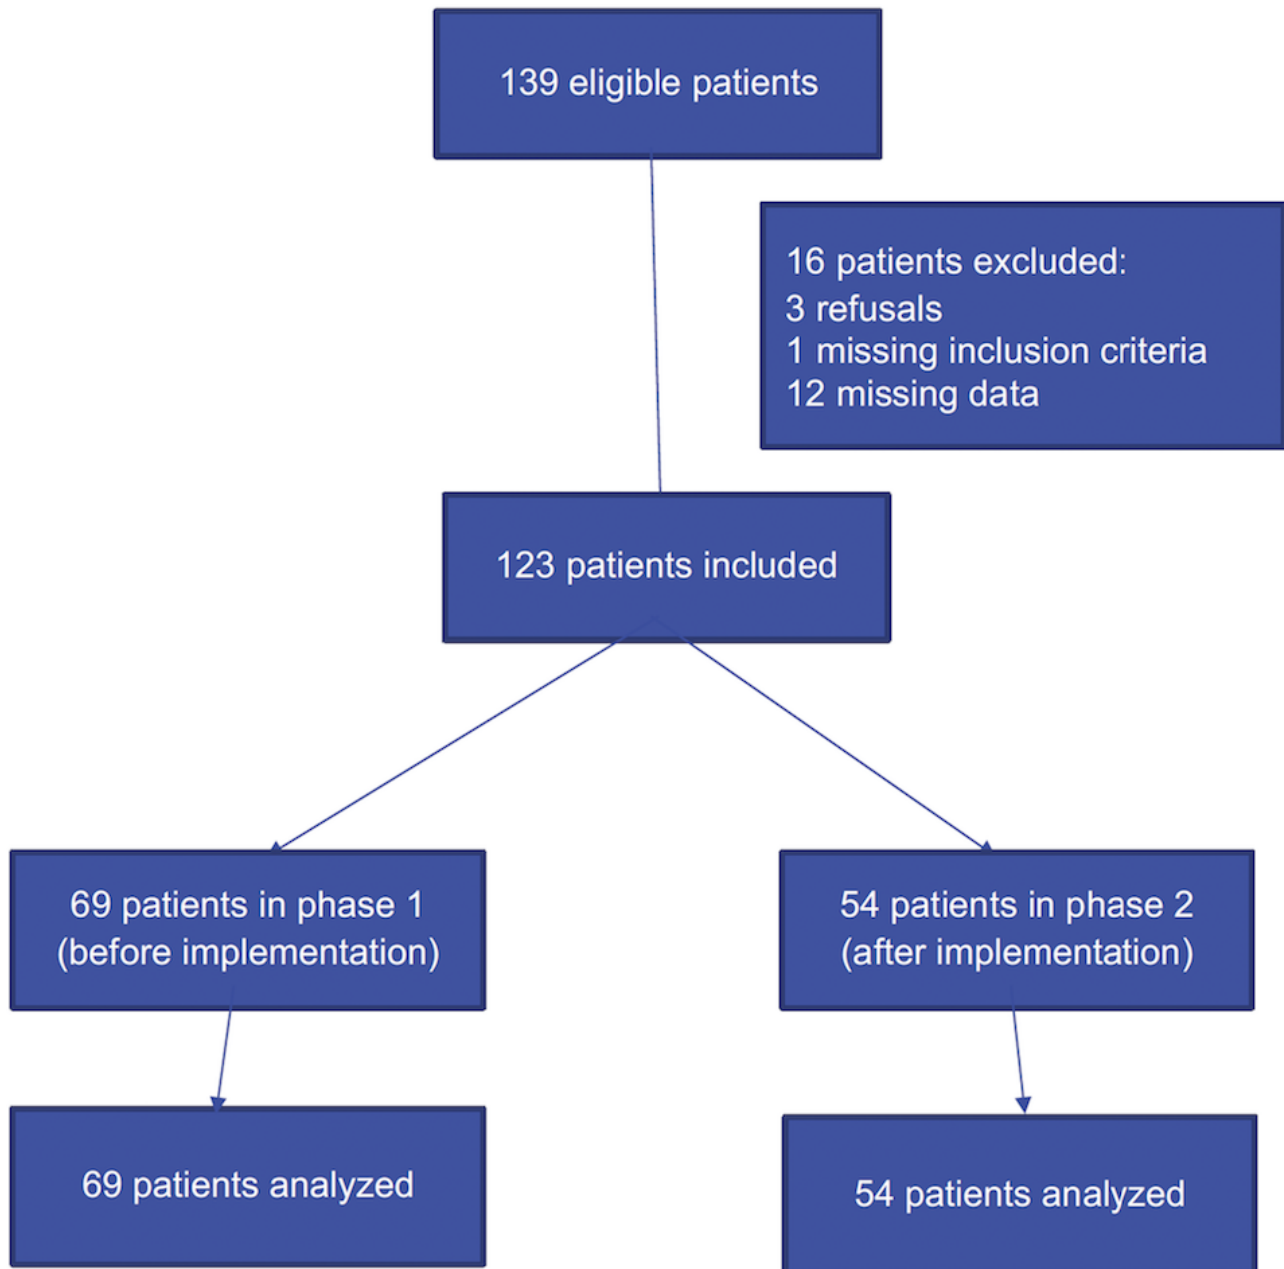 139 eligible patients
16 patients excluded:
3 refusals
1 missing inclusion criteria
12 missing data
123 patients included
69 patients in phase 1
(before implementation)
54 patients in phase 2
(after implementation)
69 patients analyzed
54 patients analyzed